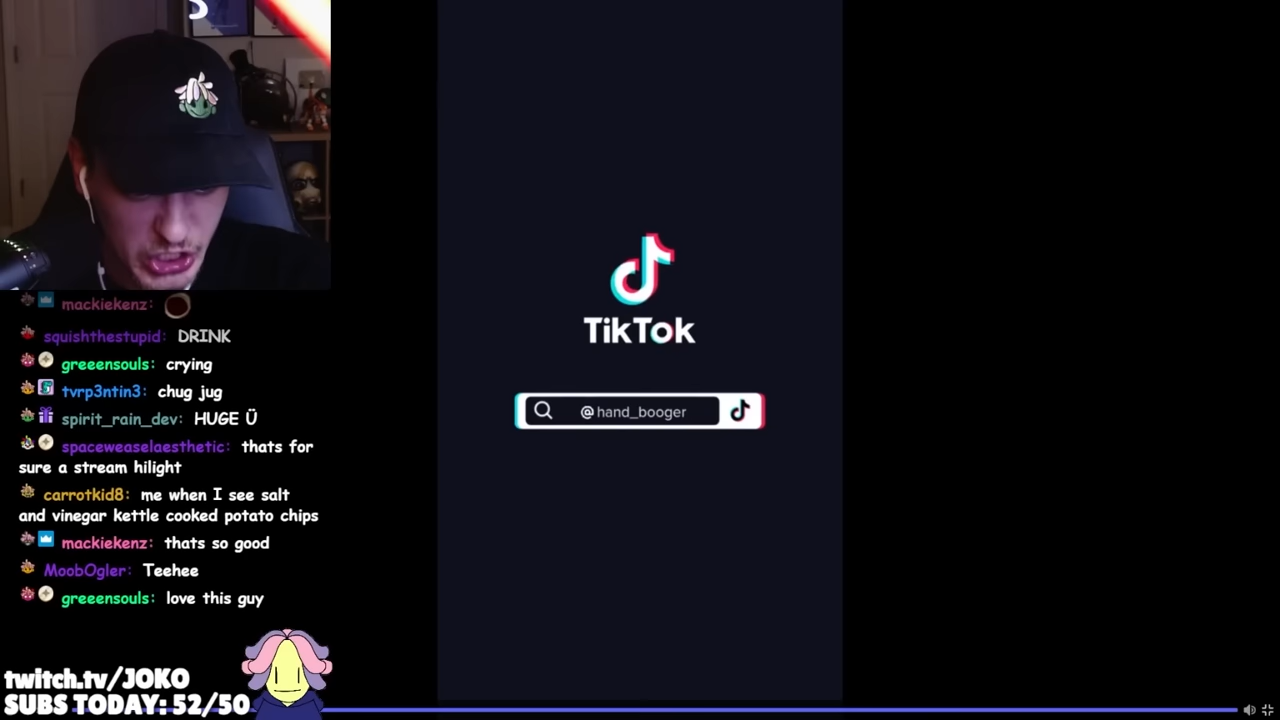 S
mackiekenz:
squishthestupid: DRINK
greeensouls: crying
tvrp3ntin3: chug jug
spirit_rain_dev: HUGE Ü
spaceweaselaesthetic: thats for
sure a stream hilight
carrotkid8: me when I see salt
and vinegar kettle cooked potato chips
mackiekenz: thats so good
MoobOgler: Teehee
greeensouls: love this guy
twitch.tv/JOKO
SUBS TODAY: 52/50
TikTok
@hand_booger